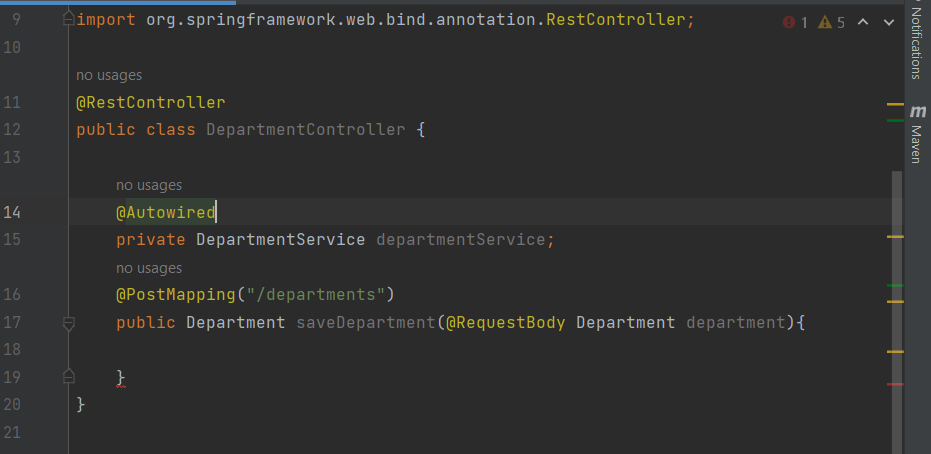 9 import org.springframework.web.bind.annotation.RestController; 1 5
10
no usages
11 @RestController
12 public class DepartmentController {
13
no usages
14 @Autowired
15 private DepartmentService departmentService;
no usages
16 @PostMapping("/departments")
17 public Department saveDepartment(@RequestBody Department department){
18
19 }
20 }
21
Notifications
m Maven